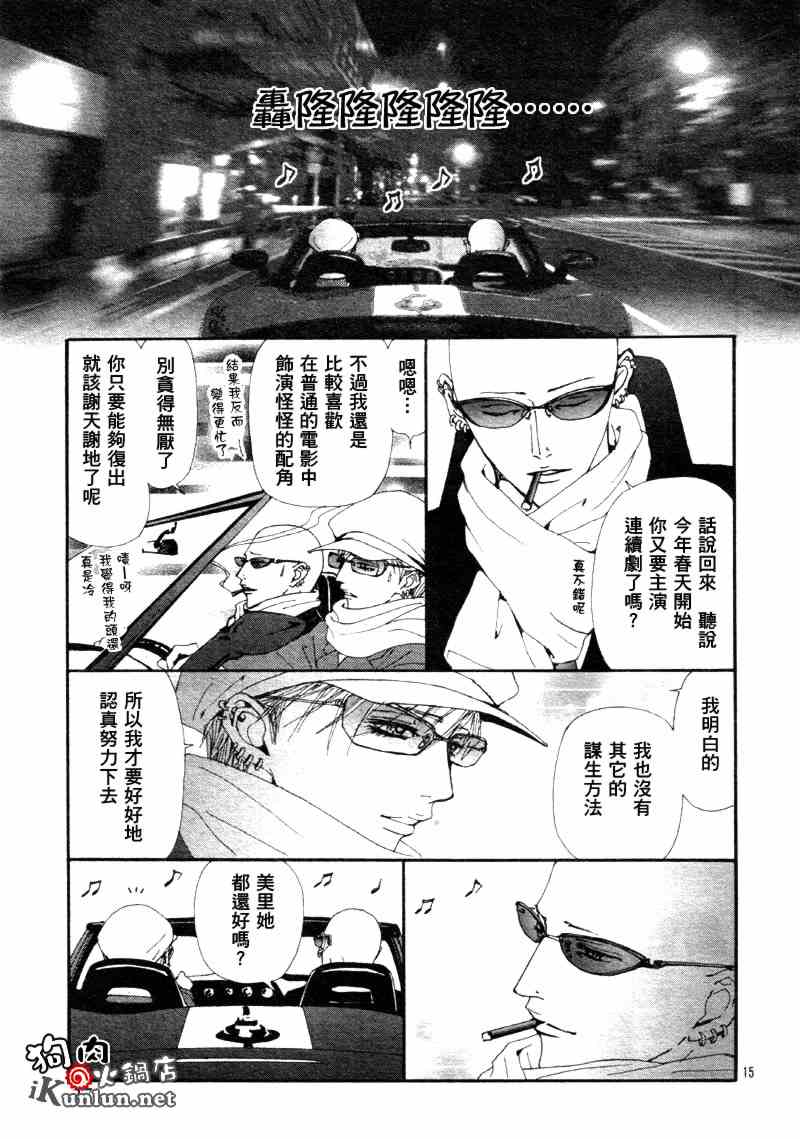 轟隆隆隆隆隆……
話說回來 聽說
今年春天開始
你又要主演
連續劇了嗎？
真不錯呢
嗯嗯…
不過我還是
比較喜歡
在普通的電影中
飾演怪怪的配角
結果我反而
變得更忙了
別貪得無厭了
你只要能夠復出
就該謝天謝地了呢
嘖ー呀
我覺得我的頭還
真是冷
我明白的
我也沒有
其它的
謀生方法
所以我才要好好地
認真努力下去
美里她
都還好嗎？
15
狗肉
火鍋店
iKunlun.net